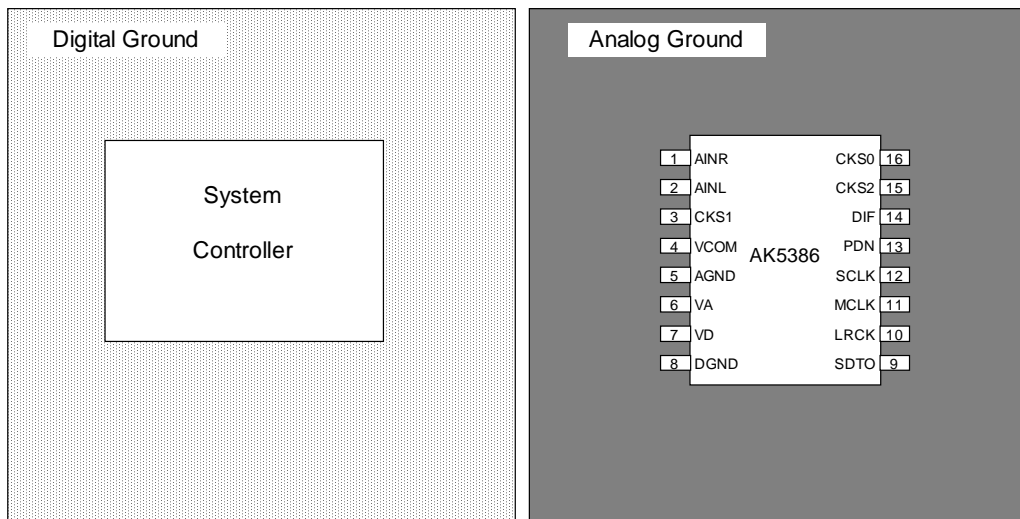 Digital Ground
Analog Ground
System
Controller
1 AINR
CKS0 16
2 AINL
CKS2 15
3 CKS1
DIF 14
4 VCOM
PDN 13
AK5386
5 AGND
SCLK 12
6 VA
MCLK 11
7 VD
LRCK 10
8 DGND
SDTO 9